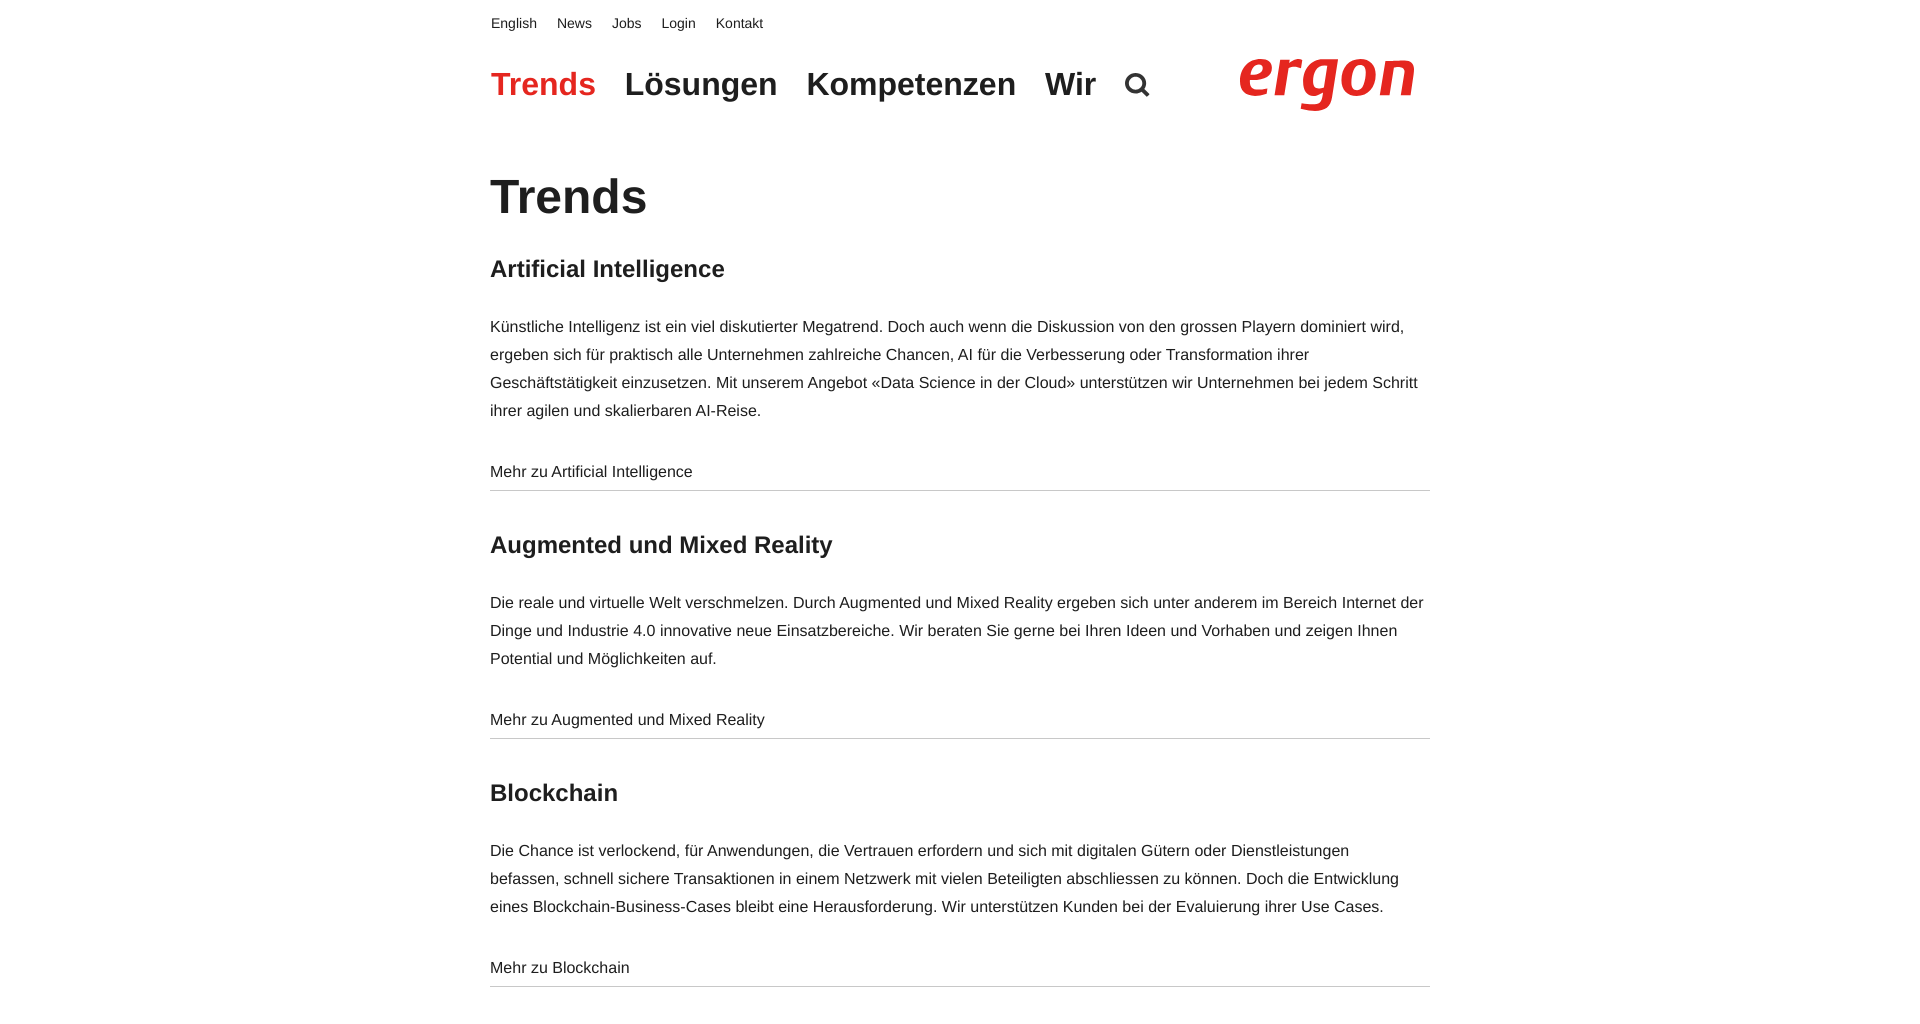 English News Jobs Login Kontakt
Trends Lösungen Kompetenzen Wir
ergon
Trends
Artificial Intelligence
Künstliche Intelligenz ist ein viel diskutierter Megatrend. Doch auch wenn die Diskussion von den grossen Playern dominiert wird,
ergeben sich für praktisch alle Unternehmen zahlreiche Chancen, AI für die Verbesserung oder Transformation ihrer
Geschäftstätigkeit einzusetzen. Mit unserem Angebot «Data Science in der Cloud» unterstützen wir Unternehmen bei jedem Schritt
ihrer agilen und skalierbaren AI-Reise.
Mehr zu Artificial Intelligence
Augmented und Mixed Reality
Die reale und virtuelle Welt verschmelzen. Durch Augmented und Mixed Reality ergeben sich unter anderem im Bereich Internet der
Dinge und Industrie 4.0 innovative neue Einsatzbereiche. Wir beraten Sie gerne bei Ihren Ideen und Vorhaben und zeigen Ihnen
Potential und Möglichkeiten auf.
Mehr zu Augmented und Mixed Reality
Blockchain
Die Chance ist verlockend, für Anwendungen, die Vertrauen erfordern und sich mit digitalen Gütern oder Dienstleistungen
befassen, schnell sichere Transaktionen in einem Netzwerk mit vielen Beteiligten abschliessen zu können. Doch die Entwicklung
eines Blockchain-Business-Cases bleibt eine Herausforderung. Wir unterstützen Kunden bei der Evaluierung ihrer Use Cases.
Mehr zu Blockchain